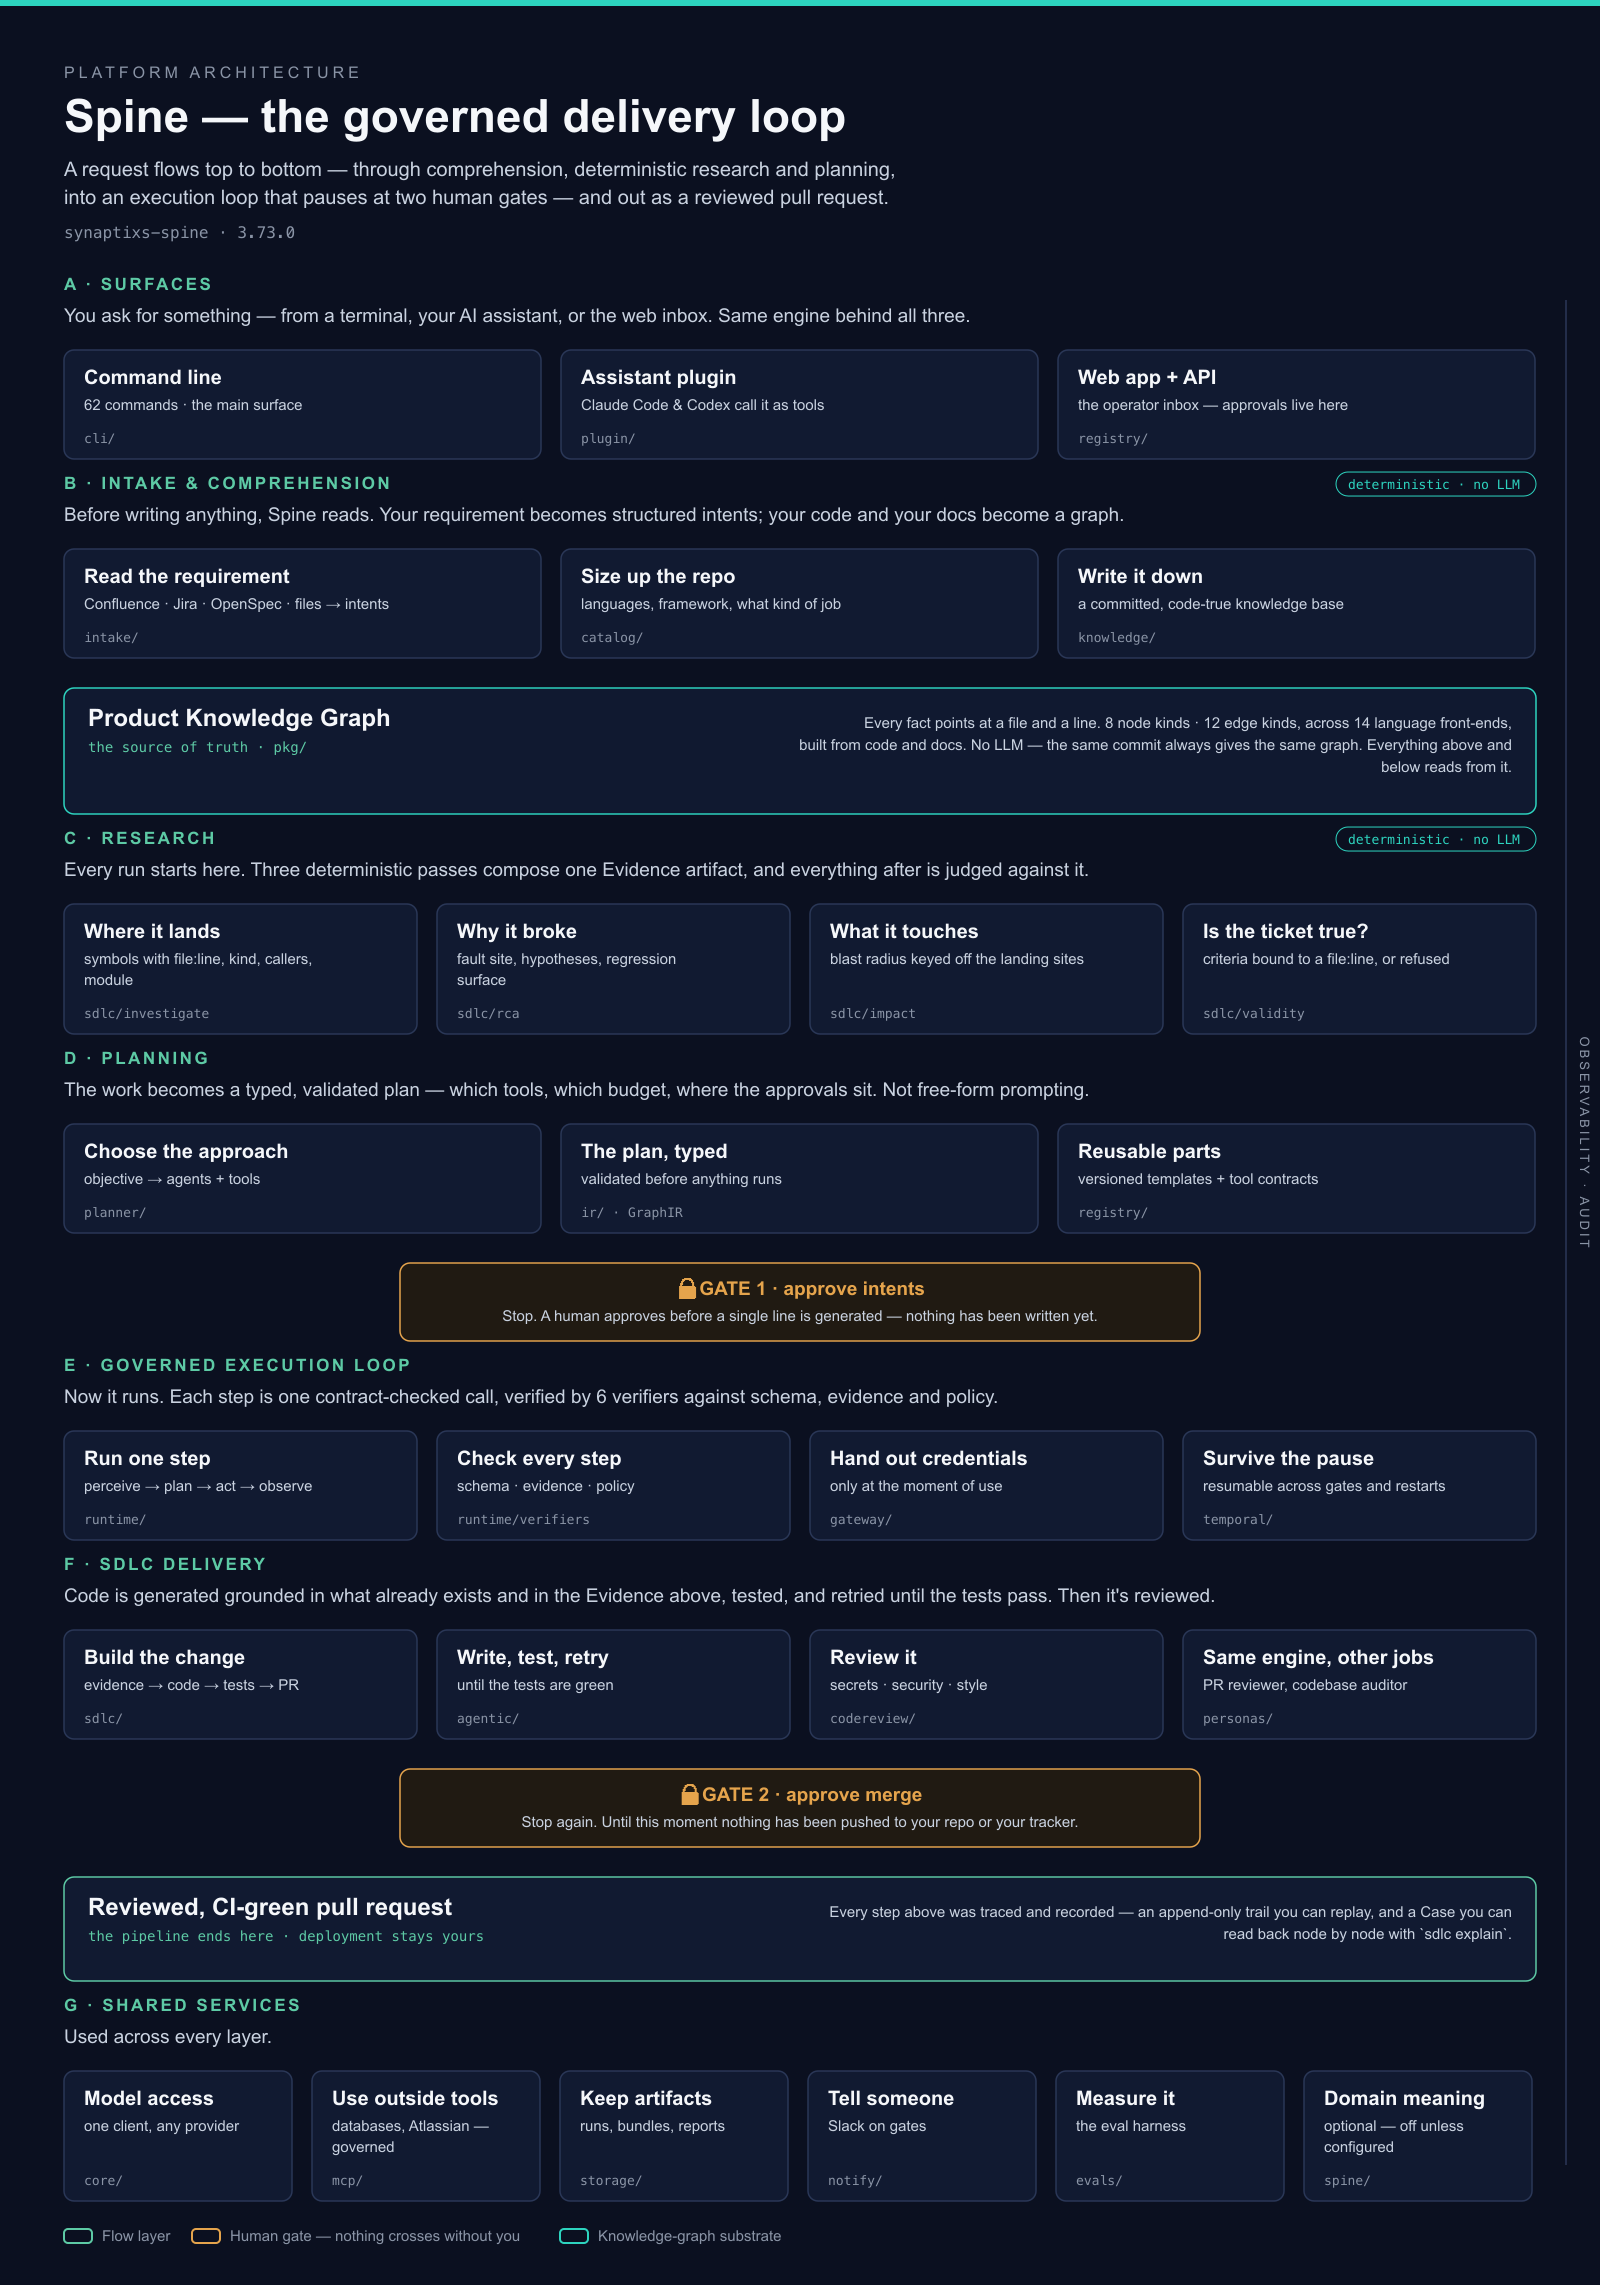 PLATFORM ARCHITECTURE
Spine — the governed delivery loop
A request flows top to bottom — through comprehension, deterministic research and planning,
into an execution loop that pauses at two human gates — and out as a reviewed pull request.
synaptixs-spine · 3.73.0
A · SURFACES
You ask for something — from a terminal, your AI assistant, or the web inbox. Same engine behind all three.
Command line
62 commands · the main surface
cli/
Assistant plugin
Claude Code & Codex call it as tools
plugin/
Web app + API
the operator inbox — approvals live here
registry/
B · INTAKE & COMPREHENSION
deterministic · no LLM
Before writing anything, Spine reads. Your requirement becomes structured intents; your code and your docs become a graph.
Read the requirement
Confluence · Jira · OpenSpec · files → intents
intake/
Size up the repo
languages, framework, what kind of job
catalog/
Write it down
a committed, code-true knowledge base
knowledge/
Product Knowledge Graph
the source of truth · pkg/
Every fact points at a file and a line. 8 node kinds · 12 edge kinds, across 14 language front-ends,
built from code and docs. No LLM — the same commit always gives the same graph. Everything above and
below reads from it.
C · RESEARCH
deterministic · no LLM
Every run starts here. Three deterministic passes compose one Evidence artifact, and everything after is judged against it.
Where it lands
symbols with file:line, kind, callers,
module
sdlc/investigate
Why it broke
fault site, hypotheses, regression
surface
sdlc/rca
What it touches
blast radius keyed off the landing sites
sdlc/impact
Is the ticket true?
criteria bound to a file:line, or refused
sdlc/validity
D · PLANNING
The work becomes a typed, validated plan — which tools, which budget, where the approvals sit. Not free-form prompting.
Choose the approach
objective → agents + tools
planner/
The plan, typed
validated before anything runs
ir/ · GraphIR
Reusable parts
versioned templates + tool contracts
registry/
OBSERVABILITY · AUDIT
GATE 1 · approve intents
Stop. A human approves before a single line is generated — nothing has been written yet.
E · GOVERNED EXECUTION LOOP
Now it runs. Each step is one contract-checked call, verified by 6 verifiers against schema, evidence and policy.
Run one step
perceive → plan → act → observe
runtime/
Check every step
schema · evidence · policy
runtime/verifiers
Hand out credentials
only at the moment of use
gateway/
Survive the pause
resumable across gates and restarts
temporal/
F · SDLC DELIVERY
Code is generated grounded in what already exists and in the Evidence above, tested, and retried until the tests pass. Then it's reviewed.
Build the change
evidence → code → tests → PR
sdlc/
Write, test, retry
until the tests are green
agentic/
Review it
secrets · security · style
codereview/
Same engine, other jobs
PR reviewer, codebase auditor
personas/
GATE 2 · approve merge
Stop again. Until this moment nothing has been pushed to your repo or your tracker.
Reviewed, CI-green pull request
the pipeline ends here · deployment stays yours
Every step above was traced and recorded — an append-only trail you can replay, and a Case you can
read back node by node with `sdlc explain`.
G · SHARED SERVICES
Used across every layer.
Model access
one client, any provider
core/
Use outside tools
databases, Atlassian —
governed
mcp/
Keep artifacts
runs, bundles, reports
storage/
Tell someone
Slack on gates
notify/
Measure it
the eval harness
evals/
Domain meaning
optional — off unless
configured
spine/
Flow layer
Human gate — nothing crosses without you
Knowledge-graph substrate